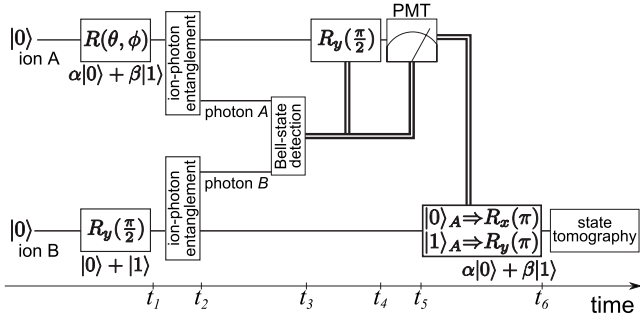 PMT
|0⟩ R(θ, ϕ) ion-photon entanglement R_y(π/2)
ion A
α|0⟩ + β|1⟩
photon A
Bell-state detection
photon B
|0⟩ R_y(π/2) ion-photon entanglement |0⟩_A⇒R_x(π) state
ion B |1⟩_A⇒R_y(π) tomography
|0⟩ + |1⟩ α|0⟩ + β|1⟩
t_1 t_2 t_3 t_4 t_5 t_6
time